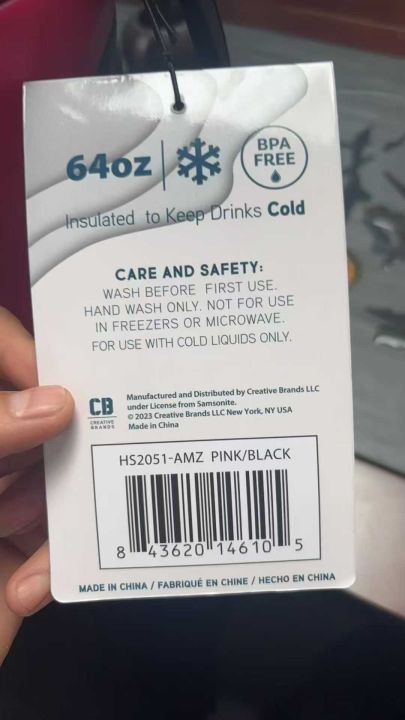 64oz
BPA
FREE
Insulated to Keep Drinks Cold
CARE AND SAFETY:
WASH BEFORE FIRST USE.
HAND WASH ONLY. NOT FOR USE
IN FREEZERS OR MICROWAVE.
FOR USE WITH COLD LIQUIDS ONLY.
CB
CREATIVE
BRANDS
Manufactured and Distributed by Creative Brands LLC
under License from Samsonite.
© 2023 Creative Brands LLC New York, NY USA
Made in China
HS2051-AMZ PINK/BLACK
8 43620 14610 5
MADE IN CHINA / FABRIQUÉ EN CHINE / HECHO EN CHINA